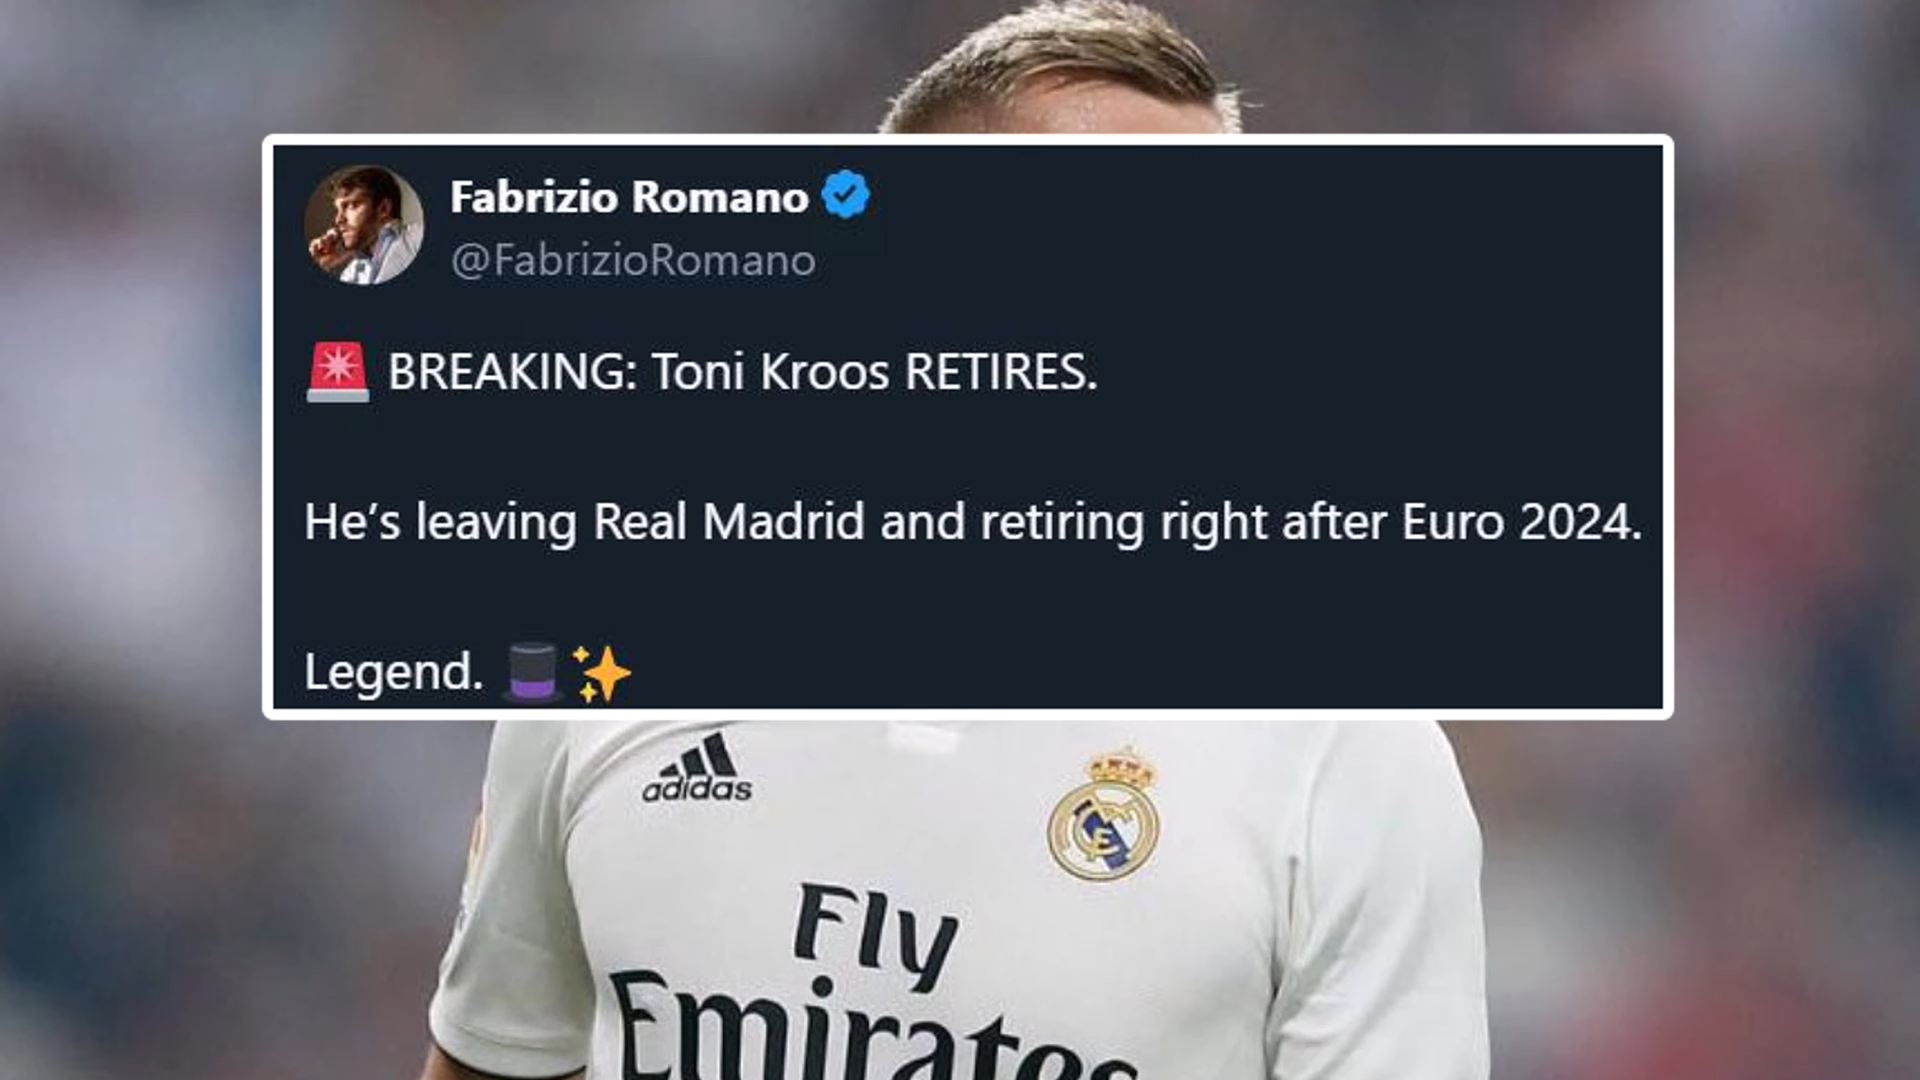 Fabrizio Romano
@FabrizioRomano
🚨 BREAKING: Toni Kroos RETIRES.
He’s leaving Real Madrid and retiring right after Euro 2024.
Legend. 🎩✨
adidas
Fly
Emirates